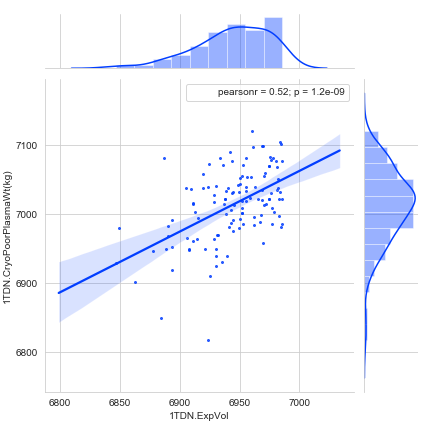 pearsonr = 0.52; p = 1.2e-09
7100
7000
6900
6800
1TDN.CryoPoorPlasmaWt(kg)
6800 6850 6900 6950 7000
1TDN.ExpVol